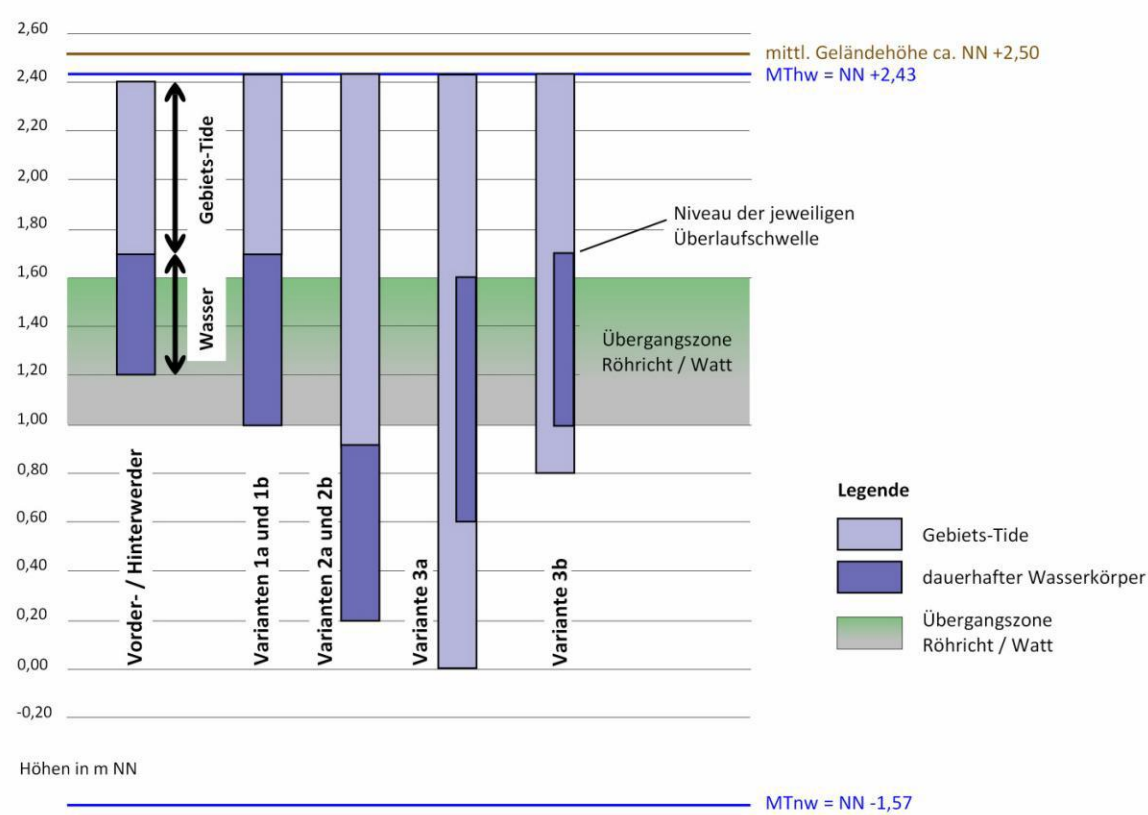 2,60
2,40
2,20
2,00
1,80
1,60
1,40
1,20
1,00
0,80
0,60
0,40
0,20
0,00
-0,20
mittl. Geländehöhe ca. NN +2,50
MThw = NN +2,43
Gebiets-Tide
Wasser
Niveau der jeweiligen
Überlaufschwelle
Übergangszone
Röhricht / Watt
Vorder- / Hinterwerder
Varianten 1a und 1b
Varianten 2a und 2b
Variante 3a
Variante 3b
Legende
Gebiets-Tide
dauerhafter Wasserkörper
Übergangszone
Röhricht / Watt
Höhen in m NN
MTnw = NN -1,57